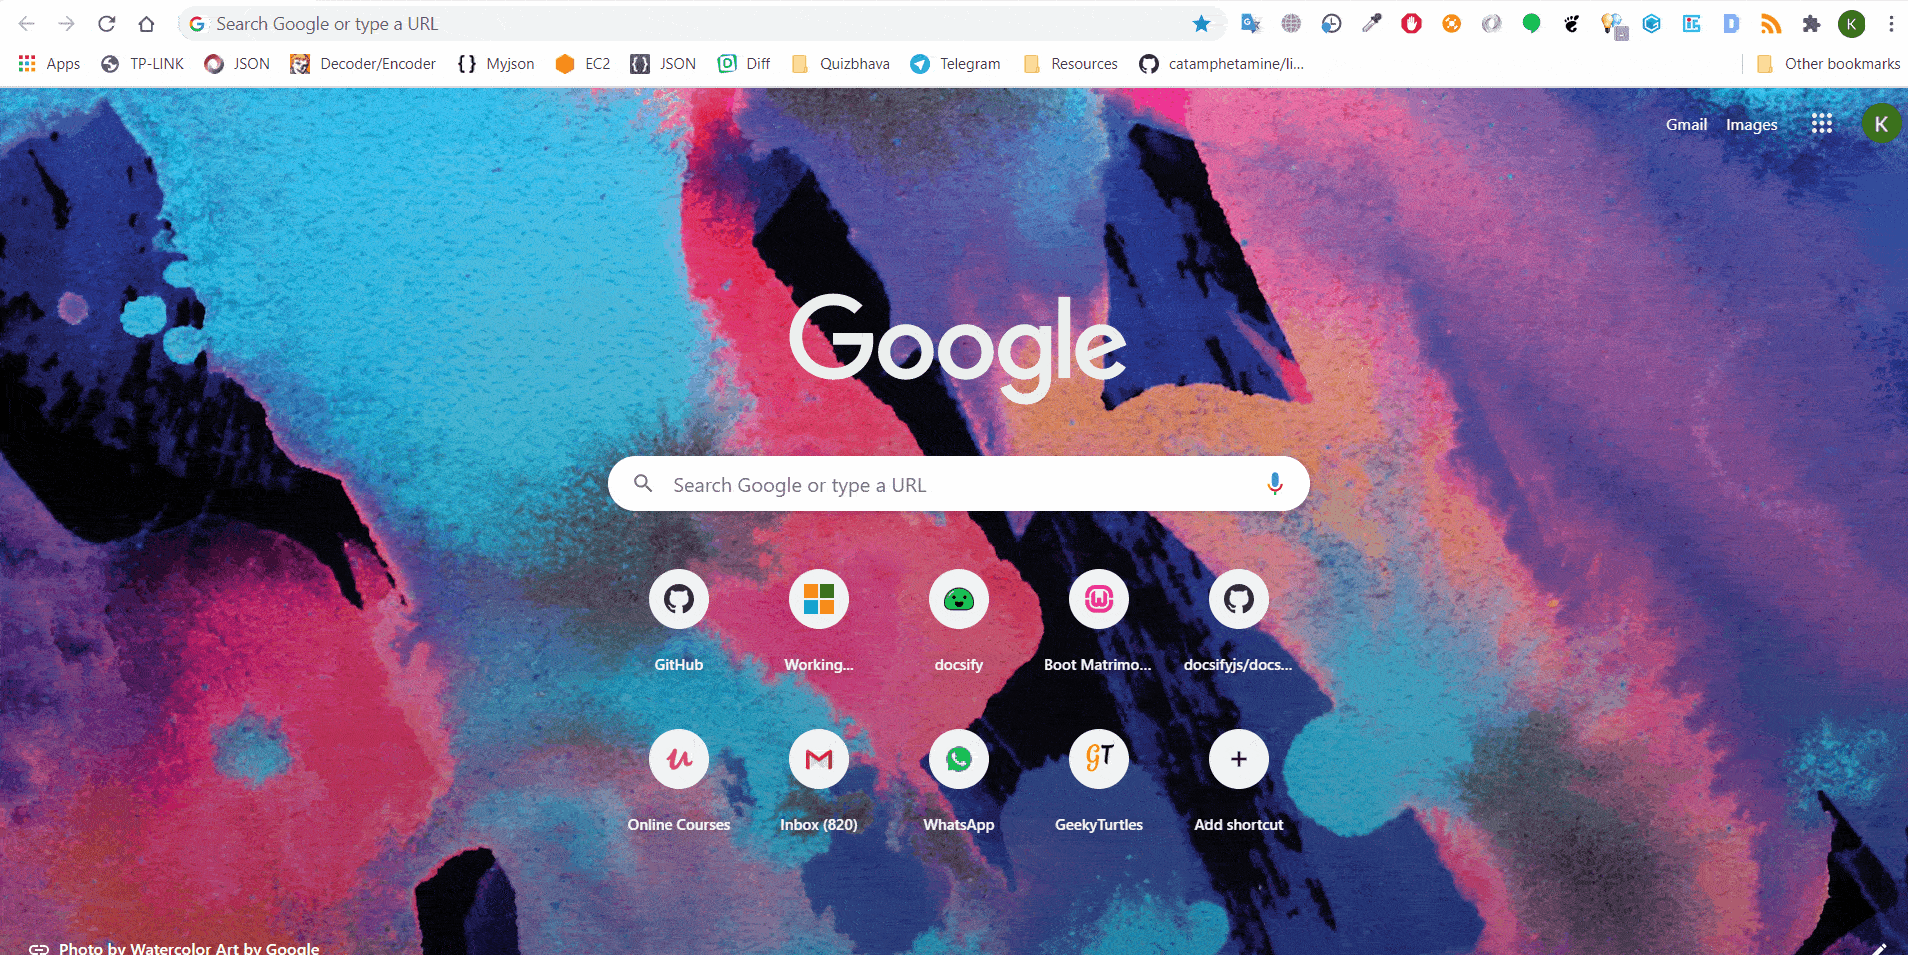 Search Google or type a URL
K
Apps TP-LINK JSON Decoder/Encoder Myjson EC2 JSON Diff Quizbhava Telegram Resources catamphetamine/li... Other bookmarks
Gmail Images K
Google
Search Google or type a URL
GitHub Working... docsify Boot Matrimo... docsifyjs/docs...
GT
Online Courses Inbox (820) WhatsApp GeekyTurtles Add shortcut
Photo by Watercolor Art by Google